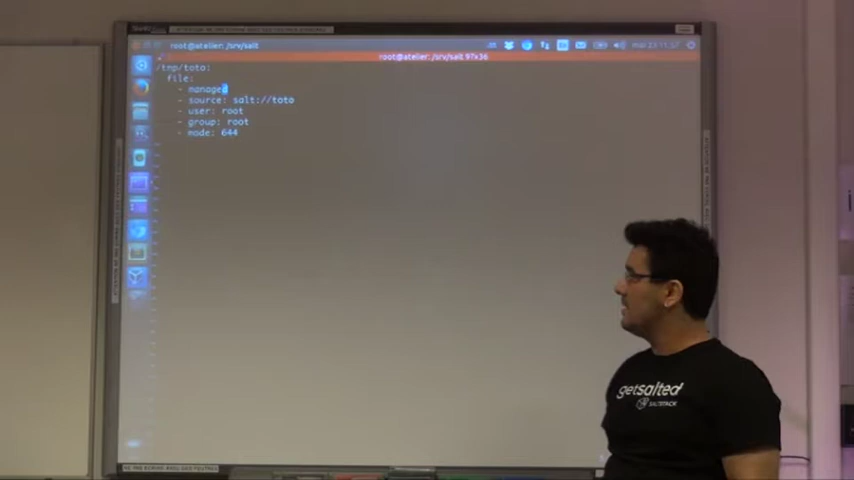 root@atelier: /srv/salt
root@atelier: /srv/salt 97x36
/tmp/toto:
file:
- managed
- source: salt://toto
- user: root
- group: root
- mode: 644
getsalted
SALTSTACK